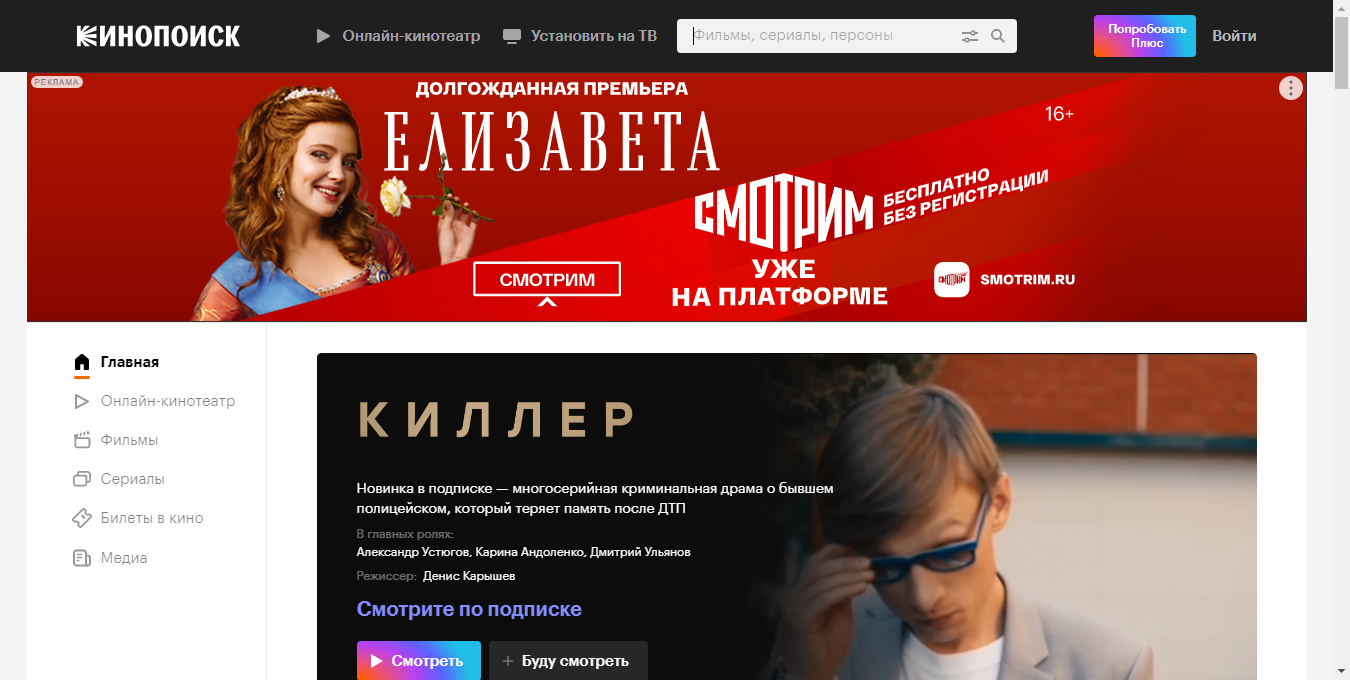 КИНОПОИСК
Онлайн-кинотеатр
Установить на ТВ
Фильмы, сериалы, персоны
Попробовать
Плюс
Войти
РЕКЛАМА
ДОЛГОЖДАННАЯ ПРЕМЬЕРА
ЕЛИЗАВЕТА
16+
СМОТРИМ
БЕСПЛАТНО
БЕЗ РЕГИСТРАЦИИ
УЖЕ
НА ПЛАТФОРМЕ
СМОТРИМ
СМОТРИМ
SMOTRIM.RU
Главная
Онлайн-кинотеатр
Фильмы
Сериалы
Билеты в кино
Медиа
КИЛЛЕР
Новинка в подписке — многосерийная криминальная драма о бывшем
полицейском, который теряет память после ДТП
В главных ролях:
Александр Устюгов, Карина Андоленко, Дмитрий Ульянов
Режиссер: Денис Карышев
Смотрите по подписке
Смотреть
Буду смотреть